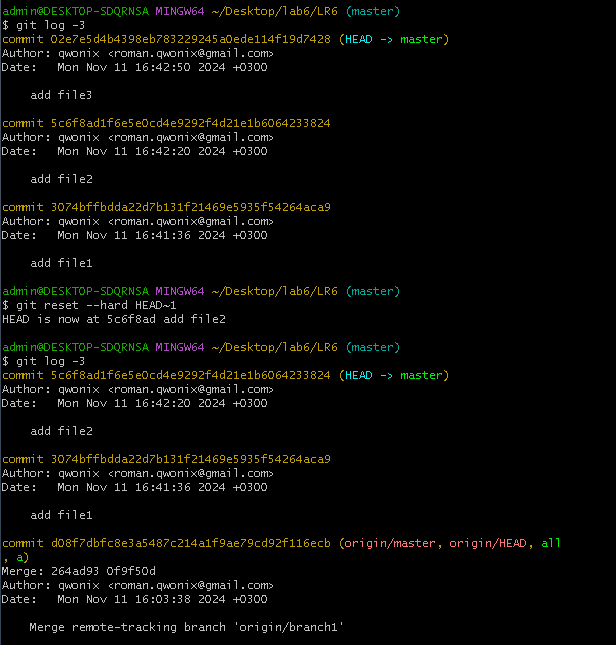 admin@DESKTOP-SDQRNSA MINGW64 ~/Desktop/lab6/LR6 (master)
$ git log -3
commit 02e7e5d4b4398eb783229245a0ede114f19d7428 (HEAD -> master)
Author: qwonix <roman.qwonix@gmail.com>
Date:   Mon Nov 11 16:42:50 2024 +0300

    add file3

commit 5c6f8ad1f6e5e0cd4e9292f4d21e1b6064233824
Author: qwonix <roman.qwonix@gmail.com>
Date:   Mon Nov 11 16:42:20 2024 +0300

    add file2

commit 3074bffbdda22d7b131f21469e5935f54264aca9
Author: qwonix <roman.qwonix@gmail.com>
Date:   Mon Nov 11 16:41:36 2024 +0300

    add file1

admin@DESKTOP-SDQRNSA MINGW64 ~/Desktop/lab6/LR6 (master)
$ git reset --hard HEAD~1
HEAD is now at 5c6f8ad add file2

admin@DESKTOP-SDQRNSA MINGW64 ~/Desktop/lab6/LR6 (master)
$ git log -3
commit 5c6f8ad1f6e5e0cd4e9292f4d21e1b6064233824 (HEAD -> master)
Author: qwonix <roman.qwonix@gmail.com>
Date:   Mon Nov 11 16:42:20 2024 +0300

    add file2

commit 3074bffbdda22d7b131f21469e5935f54264aca9
Author: qwonix <roman.qwonix@gmail.com>
Date:   Mon Nov 11 16:41:36 2024 +0300

    add file1

commit d08f7dbfc8e3a5487c214a1f9ae79cd92f116ecb (origin/master, origin/HEAD, all
, a)
Merge: 264ad93 0f9f50d
Author: qwonix <roman.qwonix@gmail.com>
Date:   Mon Nov 11 16:03:38 2024 +0300

    Merge remote-tracking branch 'origin/branch1'